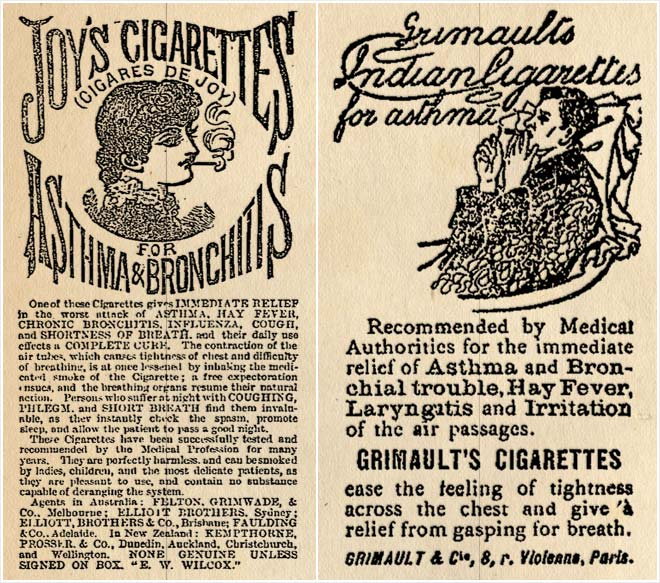 JOY'S CIGARETTES
(CIGARES DE JOY)
FOR
ASTHMA & BRONCHITIS
One of these Cigarettes gives IMMEDIATE RELIEF
in the worst attack of ASTHMA, HAY FEVER,
CHRONIC BRONCHITIS, INFLUENZA, COUGH,
and SHORTNESS OF BREATH, and their daily use
effects a COMPLETE CURE. The contraction of the
air tubes, which causes tightness of chest and difficulty
of breathing, is at once lessened by inhaling the medi-
cated smoke of the Cigarette; a free expectoration
ensues, and the breathing organs resume their natural
action. Persons who suffer at night with COUGHING,
PHLEGM, and SHORT BREATH find them invalu-
able, as they instantly check the spasm, promote
sleep, and allow the patient to pass a good night.
These Cigarettes have been successfully tested and
recommended by the Medical Profession for many
years. They are perfectly harmless, and can be smoked
by ladies, children, and the most delicate patients, as
they are pleasant to use, and contain no substance
capable of deranging the system.
Agents in Australia: FELTON, GRIMWADE, &
Co., Melbourne; ELLIOTT BROTHERS, Sydney;
ELLIOTT, BROTHERS & Co., Brisbane; FAULDING
& Co., Adelaide. In New Zealand: KEMPTHORNE,
PROSSER, & Co., Dunedin, Auckland, Christchurch,
and Wellington. NONE GENUINE UNLESS
SIGNED ON BOX. "E. W. WILCOX."
Grimaults
Indian Cigarettes
for asthma
Recommended by Medical
Authorities for the immediate
relief of Asthma and Bron-
chial trouble, Hay Fever,
Laryngitis and Irritation
of the air passages.
GRIMAULT'S CIGARETTES
ease the feeling of tightness
across the chest and give a
relief from gasping for breath.
GRIMAULT & Cie, 8, r. Vivienne, Paris.